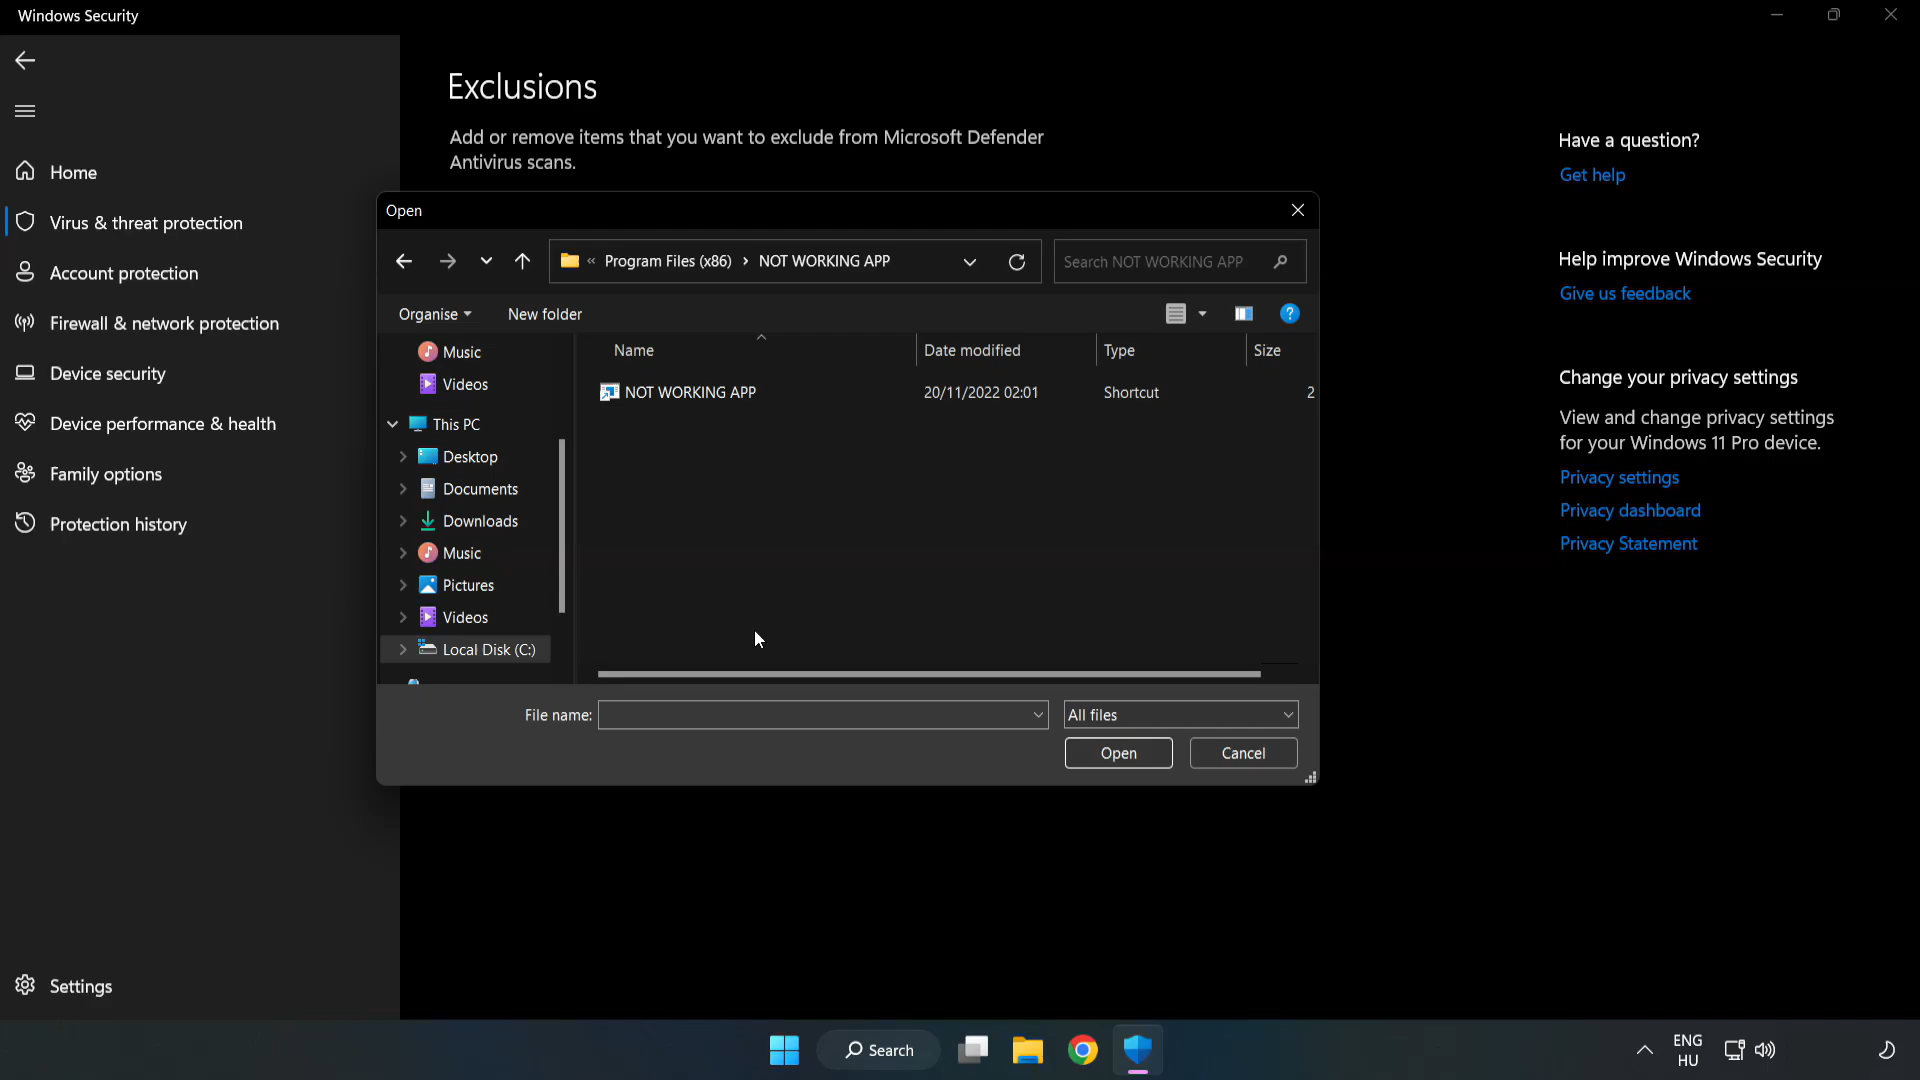 Windows Security
Exclusions
Add or remove items that you want to exclude from Microsoft Defender
Antivirus scans.
Home
Virus & threat protection
Account protection
Firewall & network protection
Device security
Device performance & health
Family options
Protection history
Settings
Open
« Program Files (x86) › NOT WORKING APP
Search NOT WORKING APP
Organise
New folder
?
Music
Videos
This PC
Desktop
Documents
Downloads
Music
Pictures
Videos
Local Disk (C:)
Name Date modified Type Size
NOT WORKING APP 20/11/2022 02:01 Shortcut 2
File name:
All files
Open Cancel
Have a question?
Get help
Help improve Windows Security
Give us feedback
Change your privacy settings
View and change privacy settings
for your Windows 11 Pro device.
Privacy settings
Privacy dashboard
Privacy Statement
Search
ENG
HU